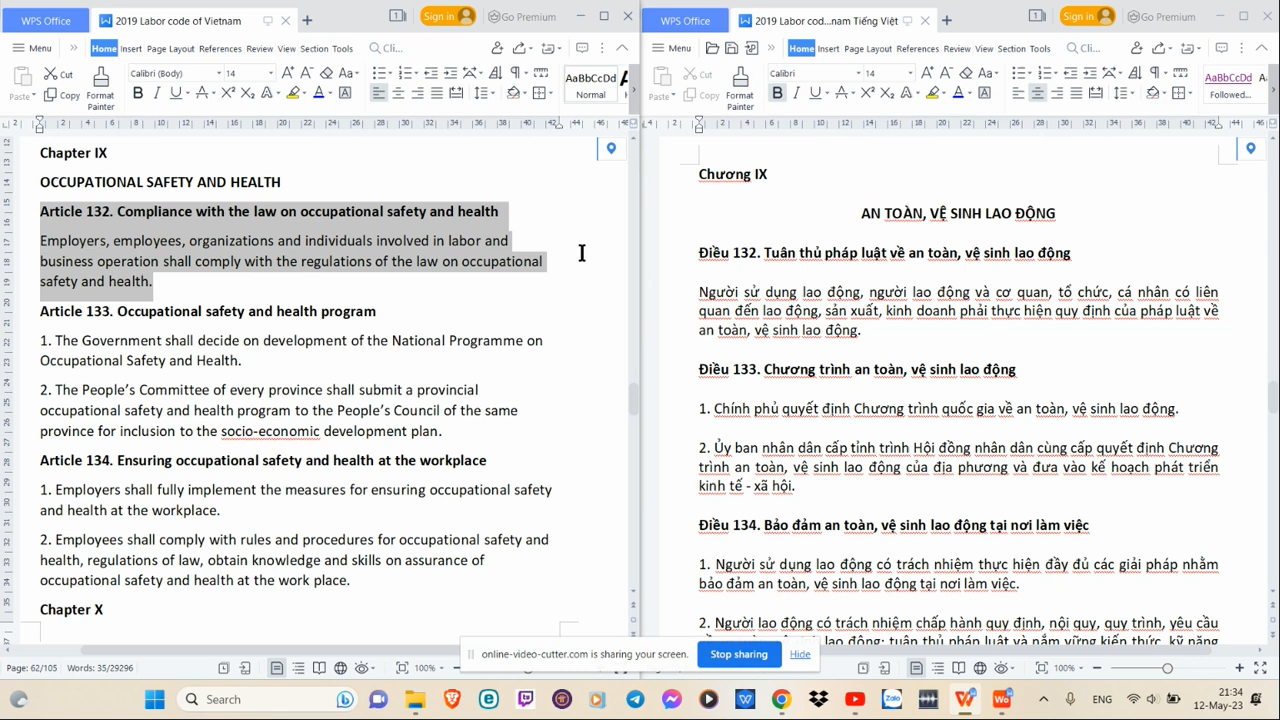 WPS Office
2019 Labor code of Vietnam
1
Sign in
Go Premium
WPS Office
2019 Labor cod...nam Tiếng Việt
1
Sign in
Go Premium
Menu
Home
Insert
Page Layout
References
Review
View
Section
Tools
Cli...
Menu
Home
Insert
Page Layout
References
Review
View
Section
Tools
Cli...
Paste
Cut
Copy
Format
Painter
Calibri (Body)
14
AaBbCcDd
Normal
Paste
Cut
Copy
Format
Painter
Calibri
14
AaBbCcDd
Followed...
Chapter IX
OCCUPATIONAL SAFETY AND HEALTH
Article 132. Compliance with the law on occupational safety and health
Employers, employees, organizations and individuals involved in labor and
business operation shall comply with the regulations of the law on occupational
safety and health.
Article 133. Occupational safety and health program
1. The Government shall decide on development of the National Programme on
Occupational Safety and Health.
2. The People’s Committee of every province shall submit a provincial
occupational safety and health program to the People’s Council of the same
province for inclusion to the socio-economic development plan.
Article 134. Ensuring occupational safety and health at the workplace
1. Employers shall fully implement the measures for ensuring occupational safety
and health at the workplace.
2. Employees shall comply with rules and procedures for occupational safety and
health, regulations of law, obtain knowledge and skills on assurance of
occupational safety and health at the work place.
Chapter X
Chương IX
AN TOÀN, VỆ SINH LAO ĐỘNG
Điều 132. Tuân thủ pháp luật về an toàn, vệ sinh lao động
Người sử dụng lao động, người lao động và cơ quan, tổ chức, cá nhân có liên
quan đến lao động, sản xuất, kinh doanh phải thực hiện quy định của pháp luật về
an toàn, vệ sinh lao động.
Điều 133. Chương trình an toàn, vệ sinh lao động
1. Chính phủ quyết định Chương trình quốc gia về an toàn, vệ sinh lao động.
2. Ủy ban nhân dân cấp tỉnh trình Hội đồng nhân dân cùng cấp quyết định Chương
trình an toàn, vệ sinh lao động của địa phương và đưa vào kế hoạch phát triển
kinh tế - xã hội.
Điều 134. Bảo đảm an toàn, vệ sinh lao động tại nơi làm việc
1. Người sử dụng lao động có trách nhiệm thực hiện đầy đủ các giải pháp nhằm
bảo đảm an toàn, vệ sinh lao động tại nơi làm việc.
2. Người lao động có trách nhiệm chấp hành quy định, nội quy, quy trình, yêu cầu
tuân thủ pháp luật và nắm vững kiến thức, kỹ năng
online-video-cutter.com is sharing your screen.
Stop sharing
Hide
Pages: 62/105
Words: 35/29296
100%
100%
Search
ENG
21:34
12-May-23